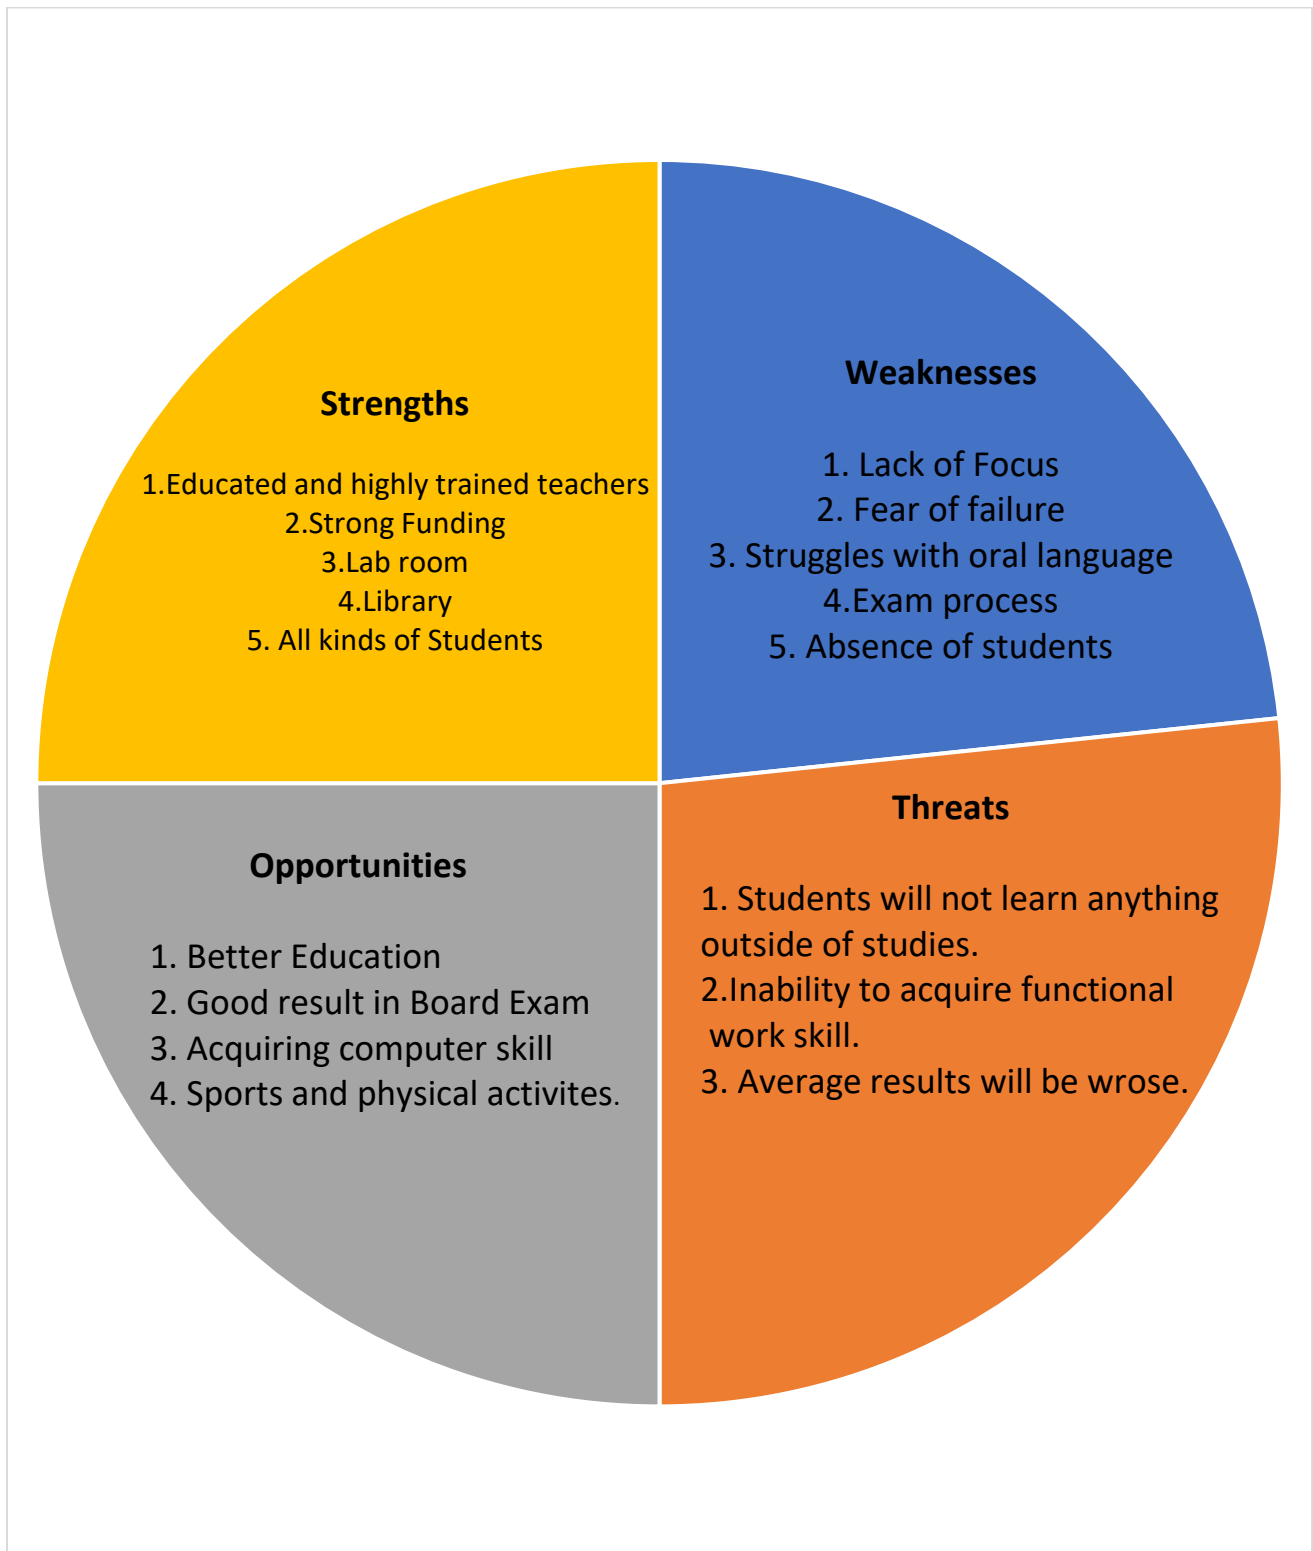 Strengths
1.Educated and highly trained teachers
2.Strong Funding
3.Lab room
4.Library
5. All kinds of Students
Weaknesses
1. Lack of Focus
2. Fear of failure
3. Struggles with oral language
4.Exam process
5. Absence of students
Opportunities
1. Better Education
2. Good result in Board Exam
3. Acquiring computer skill
4. Sports and physical activites.
Threats
1. Students will not learn anything
outside of studies.
2.Inability to acquire functional
work skill.
3. Average results will be wrose.